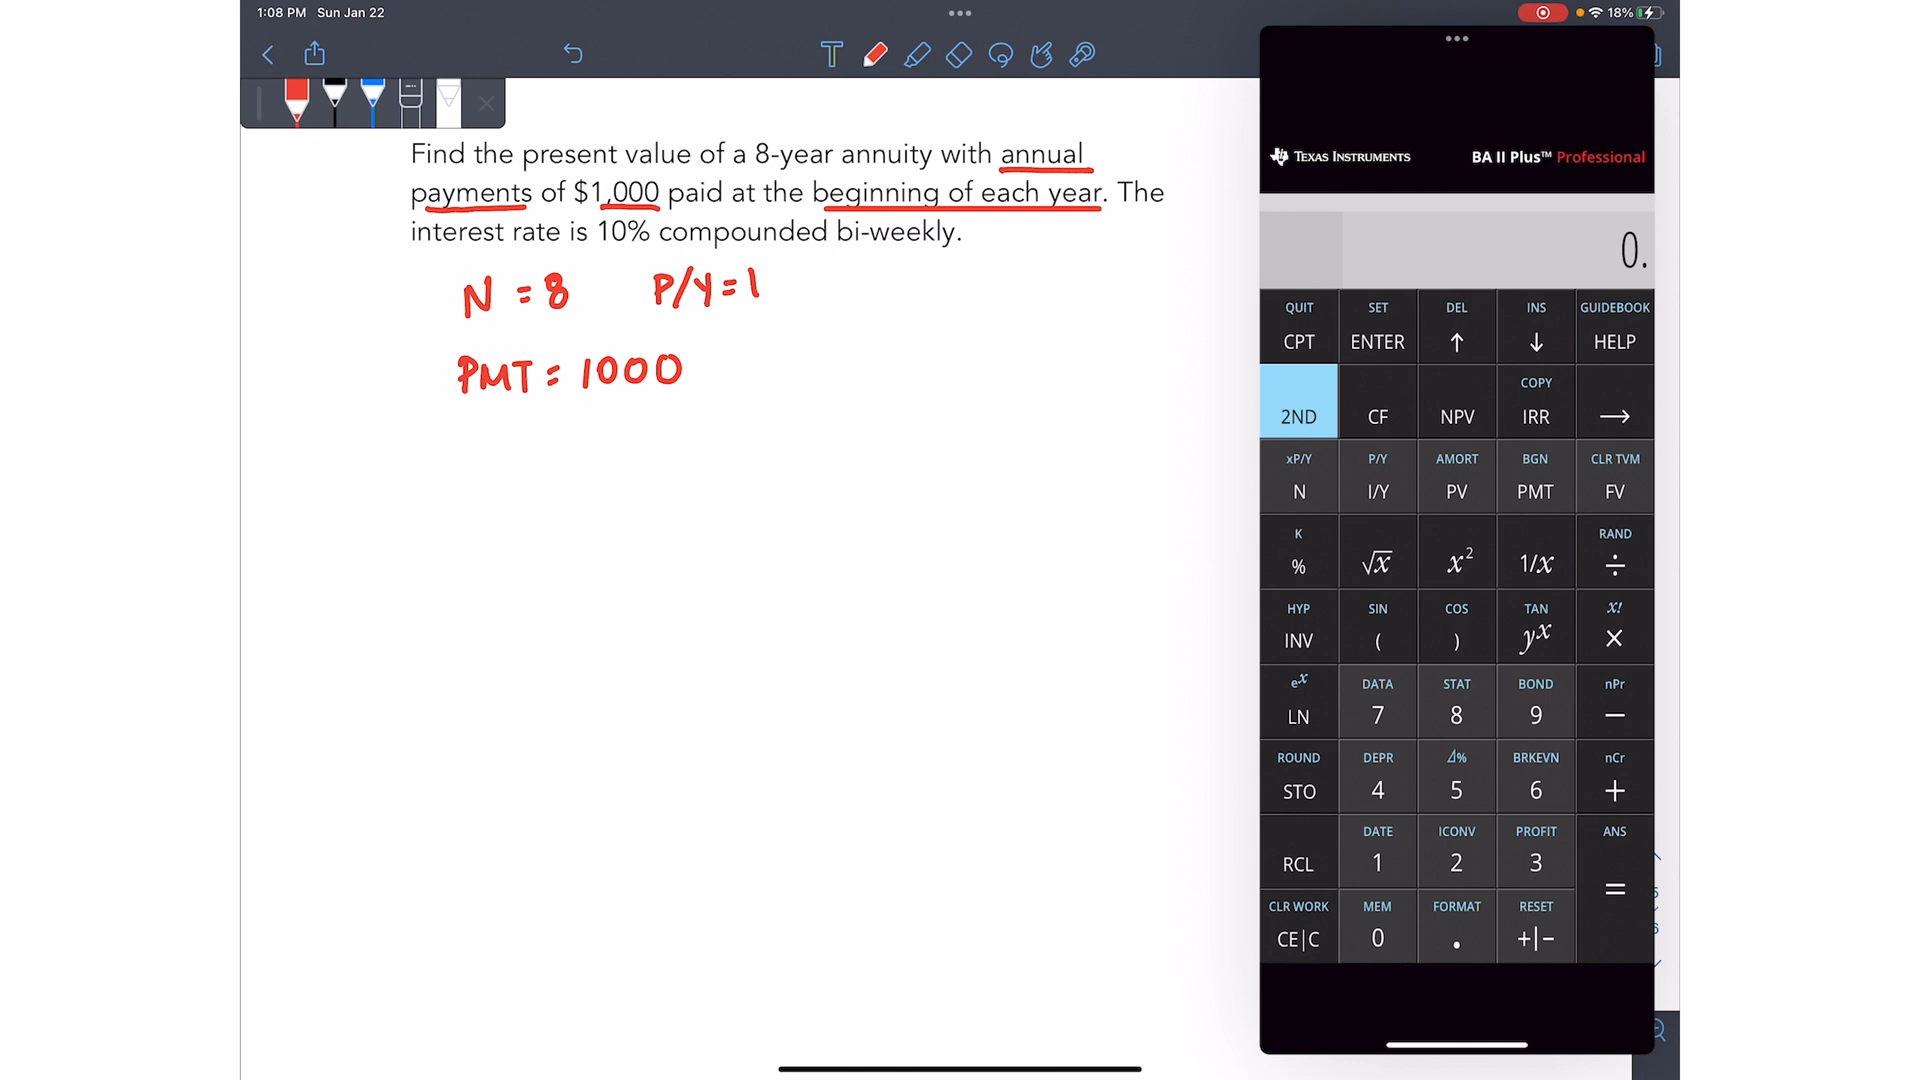 1:08 PM Sun Jan 22
18%
T
Find the present value of a 8-year annuity with annual
payments of $1,000 paid at the beginning of each year. The
interest rate is 10% compounded bi-weekly.
N = 8 P/Y = 1
PMT = 1000
TEXAS INSTRUMENTS BA II Plus™ Professional
0.
QUIT SET DEL INS GUIDEBOOK
CPT ENTER ↑ ↓ HELP
COPY
2ND CF NPV IRR →
xP/Y P/Y AMORT BGN CLR TVM
N I/Y PV PMT FV
K RAND
% √x x² 1/x ÷
HYP SIN COS TAN x!
INV ( ) yˣ ×
eˣ DATA STAT BOND nPr
LN 7 8 9 −
ROUND DEPR Δ% BRKEVN nCr
STO 4 5 6 +
DATE ICONV PROFIT ANS
RCL 1 2 3 =
CLR WORK MEM FORMAT RESET
CE|C 0 . +|−